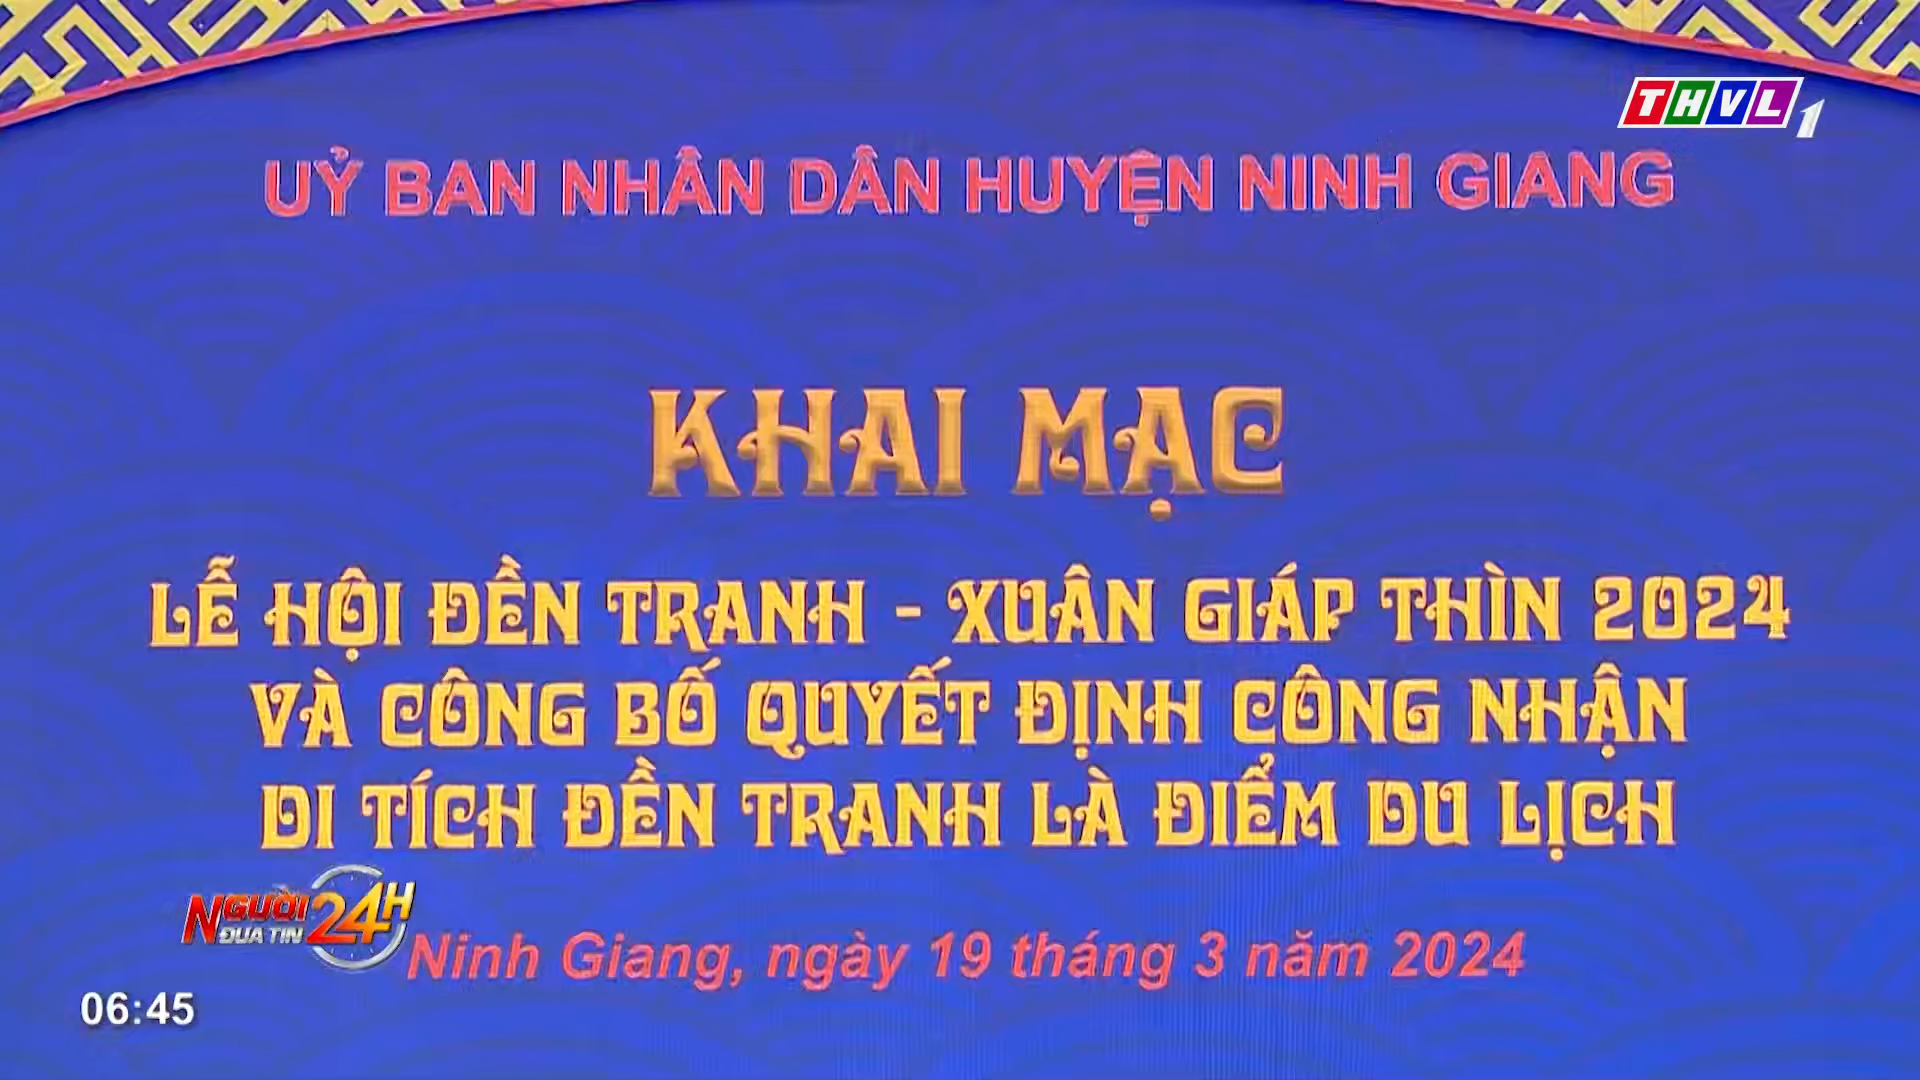 THVL1
UỶ BAN NHÂN DÂN HUYỆN NINH GIANG
KHAI MẠC
LỄ HỘI ĐỀN TRANH - XUÂN GIÁP THÌN 2024
VÀ CÔNG BỐ QUYẾT ĐỊNH CÔNG NHẬN
DI TÍCH ĐỀN TRANH LÀ ĐIỂM DU LỊCH
NGƯỜI ĐƯA TIN 24H
Ninh Giang, ngày 19 tháng 3 năm 2024
06:45